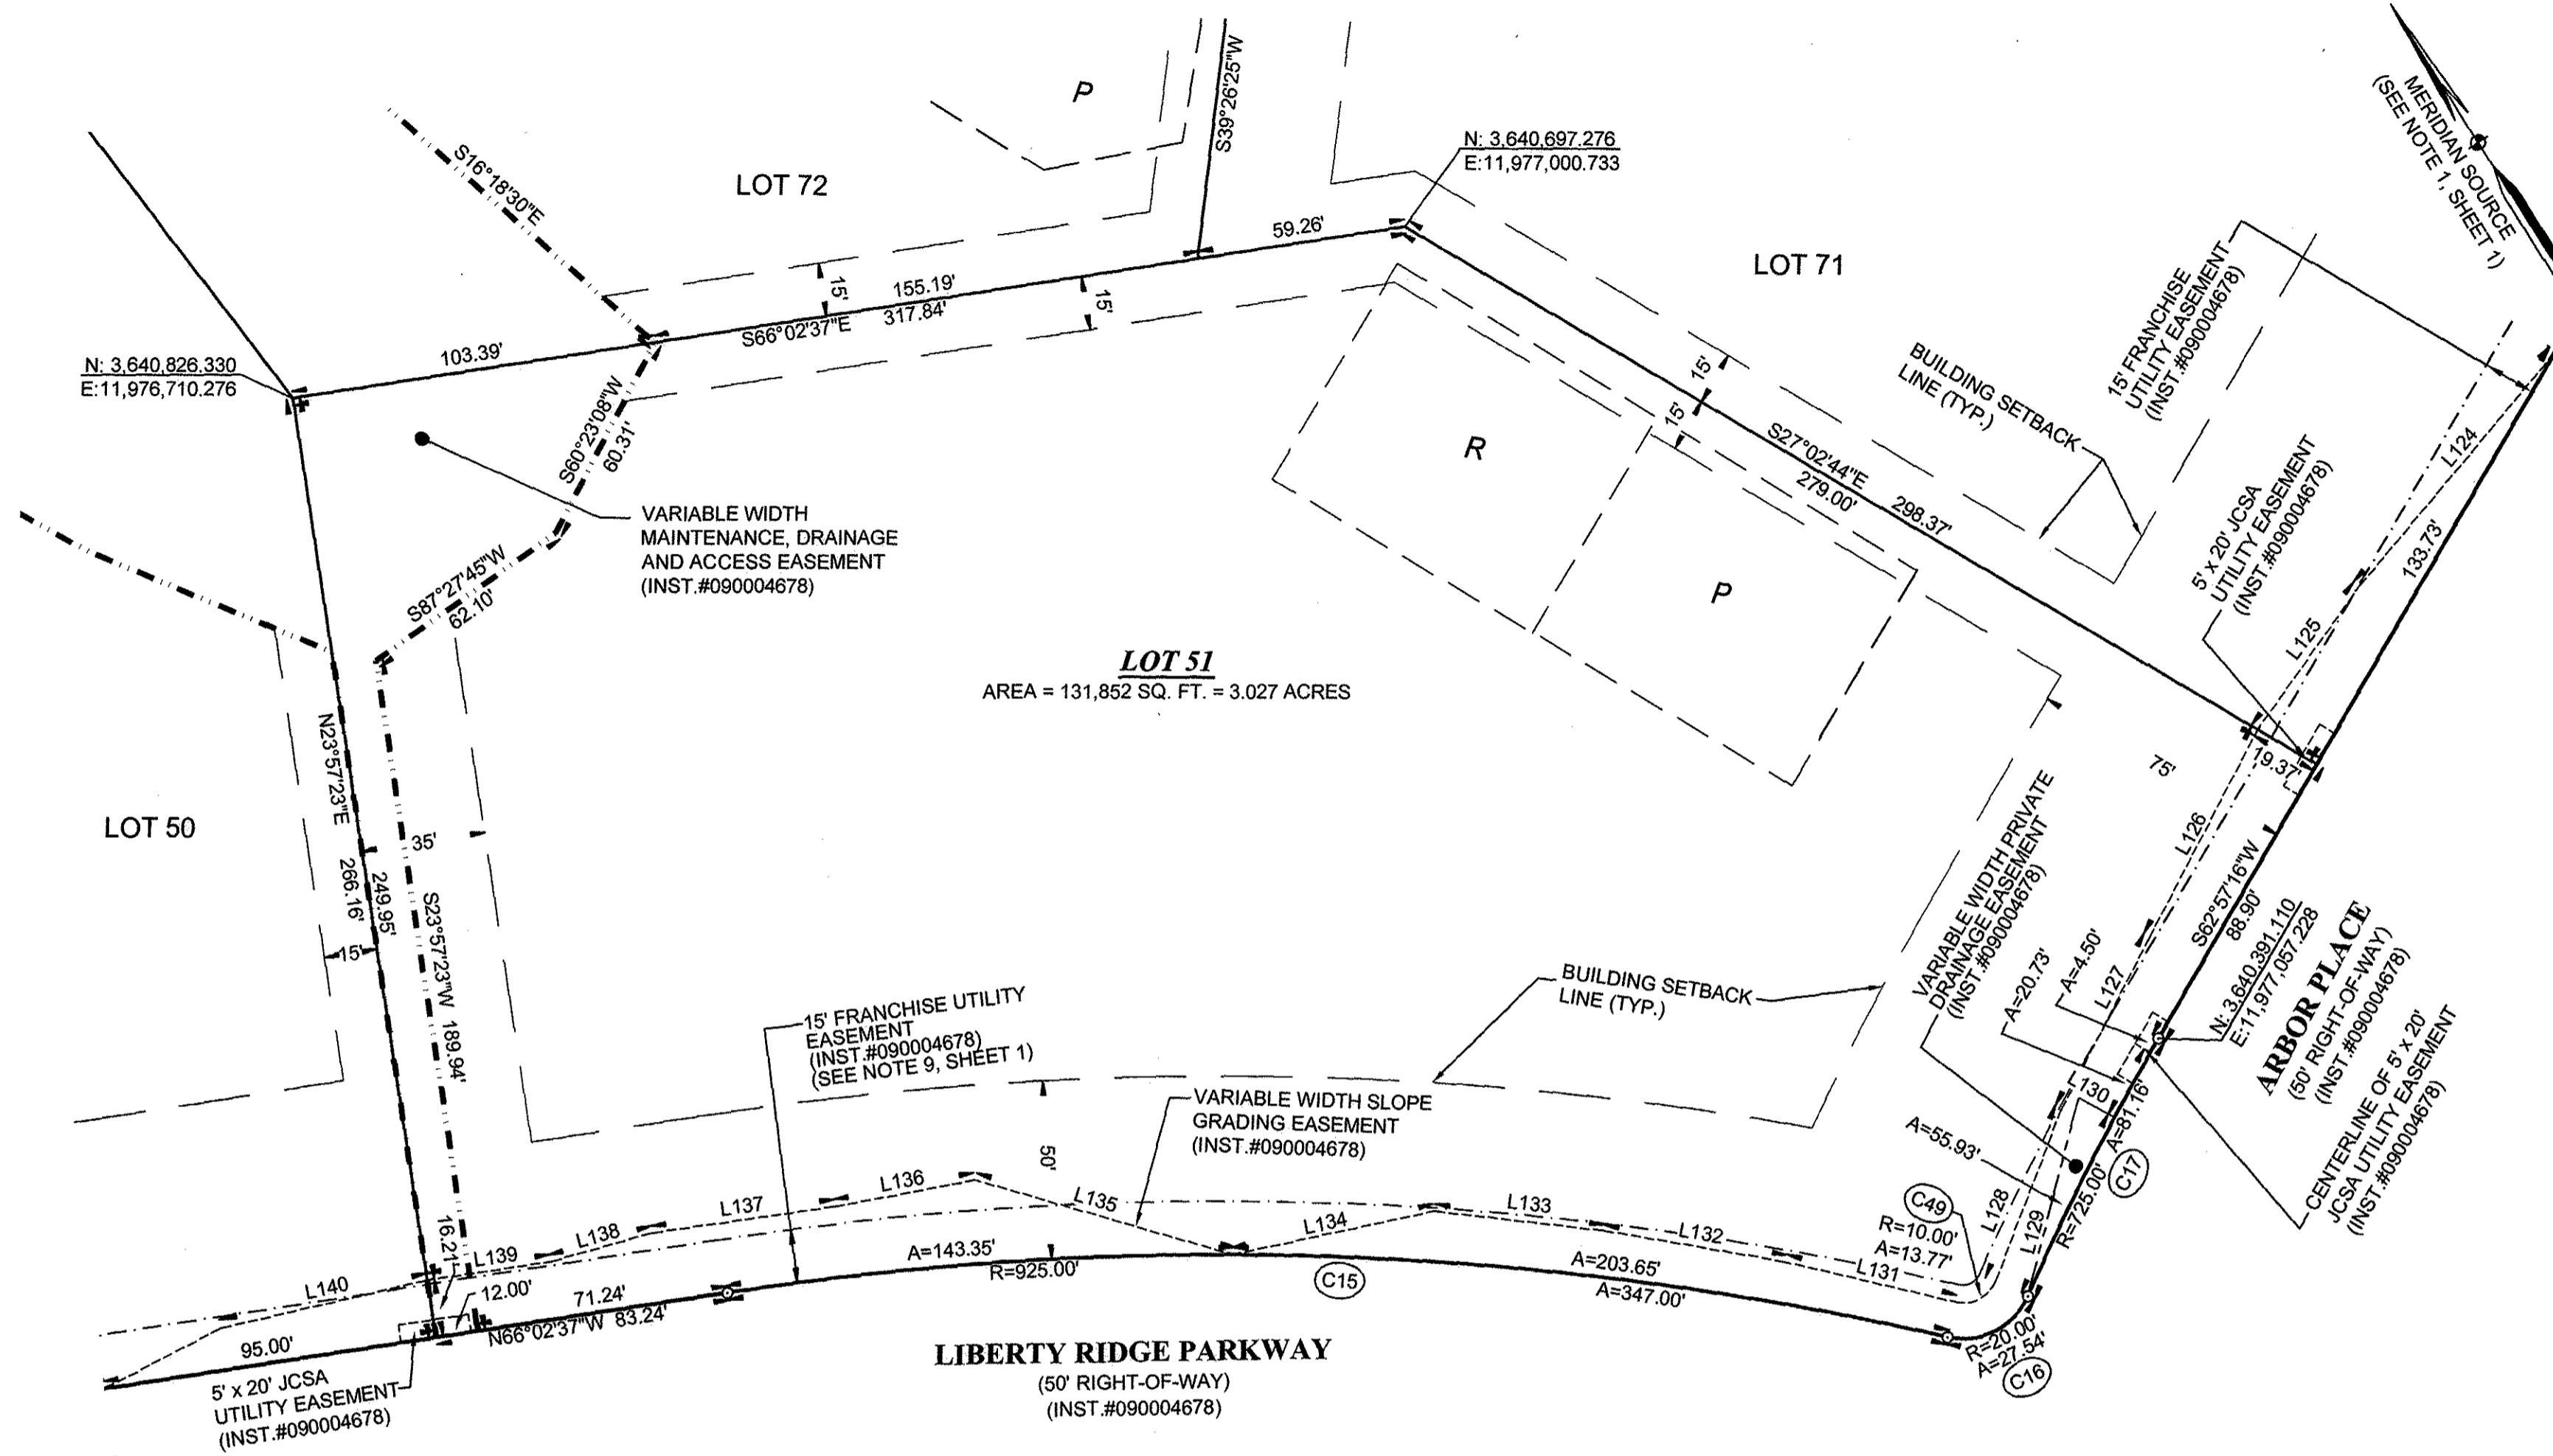 P
S39°26'25"W
N: 3,640,697.276
E:11,977,000.733
MERIDIAN SOURCE
(SEE NOTE 1, SHEET 1)
S16°18'30"E
LOT 72
59.26'
LOT 71
15'
155.19'
S66°02'37"E 317.84'
15'
103.39'
N: 3,640,826.330
E:11,976,710.276
15' FRANCHISE
UTILITY EASEMENT
(INST.#090004678)
BUILDING SETBACK
LINE (TYP.)
15'
15'
S27°02'44"E 298.37'
279.00'
L124
133.73'
5' x 20' JCSA
UTILITY EASEMENT
(INST.#090004678)
S60°23'08"W
60.31'
R
P
VARIABLE WIDTH
MAINTENANCE, DRAINAGE
AND ACCESS EASEMENT
(INST.#090004678)
S87°27'45"W
62.10'
LOT 51
AREA = 131,852 SQ. FT. = 3.027 ACRES
L125
19.37'
75'
L126
LOT 50
N23°57'23"E 266.16'
249.95'
35'
15'
S23°57'23"W 189.94'
S62°57'16"W
88.90'
N: 3,640,391.110
E:11,977,057.228
ARBOR PLACE
(50' RIGHT-OF-WAY)
(INST.#090004678)
VARIABLE WIDTH PRIVATE
DRAINAGE EASEMENT
(INST.#090004678)
A=20.73'
A=4.50'
L127
BUILDING SETBACK
LINE (TYP.)
15' FRANCHISE UTILITY
EASEMENT
(INST.#090004678)
(SEE NOTE 9, SHEET 1)
CENTERLINE OF 5' x 20'
JCSA UTILITY EASEMENT
(INST.#090004678)
L130
A=81.16'
R=725.00'
C17
A=55.93'
VARIABLE WIDTH SLOPE
GRADING EASEMENT
(INST.#090004678)
50'
L128
L129
C49
R=10.00'
A=13.77'
L140
L139
L138
L137
L136
L135
L134
L133
L132
L131
16.21'
12.00'
71.24'
N66°02'37"W 83.24'
A=143.35'
R=925.00'
C15
A=203.65'
A=347.00'
R=20.00'
A=27.54'
C16
95.00'
5' x 20' JCSA
UTILITY EASEMENT
(INST.#090004678)
LIBERTY RIDGE PARKWAY
(50' RIGHT-OF-WAY)
(INST.#090004678)